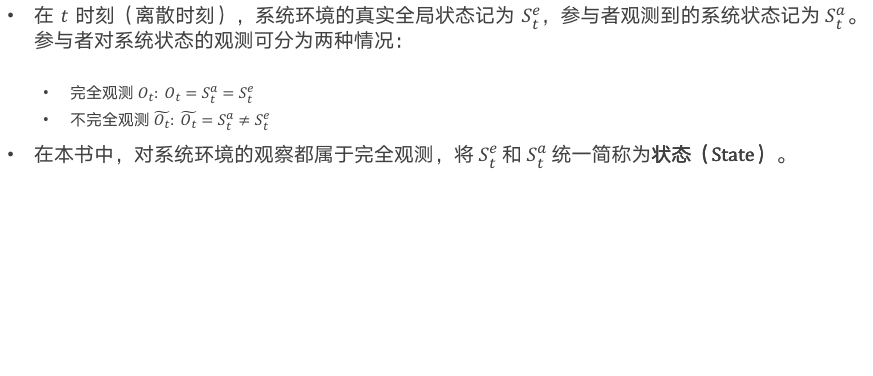 • 在 t 时刻（离散时刻），系统环境的真实全局状态记为 $S_t^e$，参与者观测到的系统状态记为 $S_t^a$。
参与者对系统状态的观测可分为两种情况：
• 完全观测 $O_t$: $O_t = S_t^a = S_t^e$
• 不完全观测 $\widetilde{O_t}$: $\widetilde{O_t} = S_t^a \neq S_t^e$
• 在本书中，对系统环境的观察都属于完全观测，将 $S_t^e$ 和 $S_t^a$ 统一简称为状态（State）。